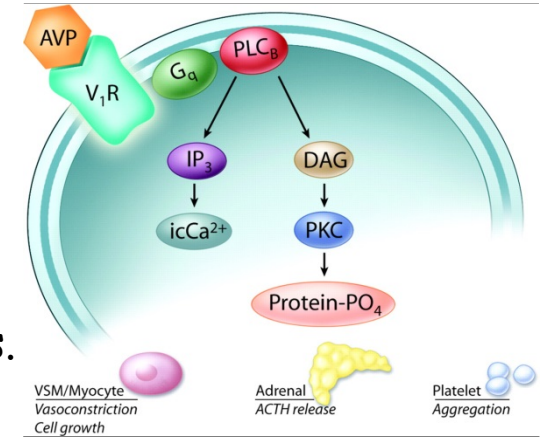 AVP
V₁R
Gq
PLCB
IP₃
DAG
icCa²⁺
PKC
Protein-PO₄
s.
VSM/Myocyte
Vasoconstriction
Cell growth
Adrenal
ACTH release
Platelet
Aggregation